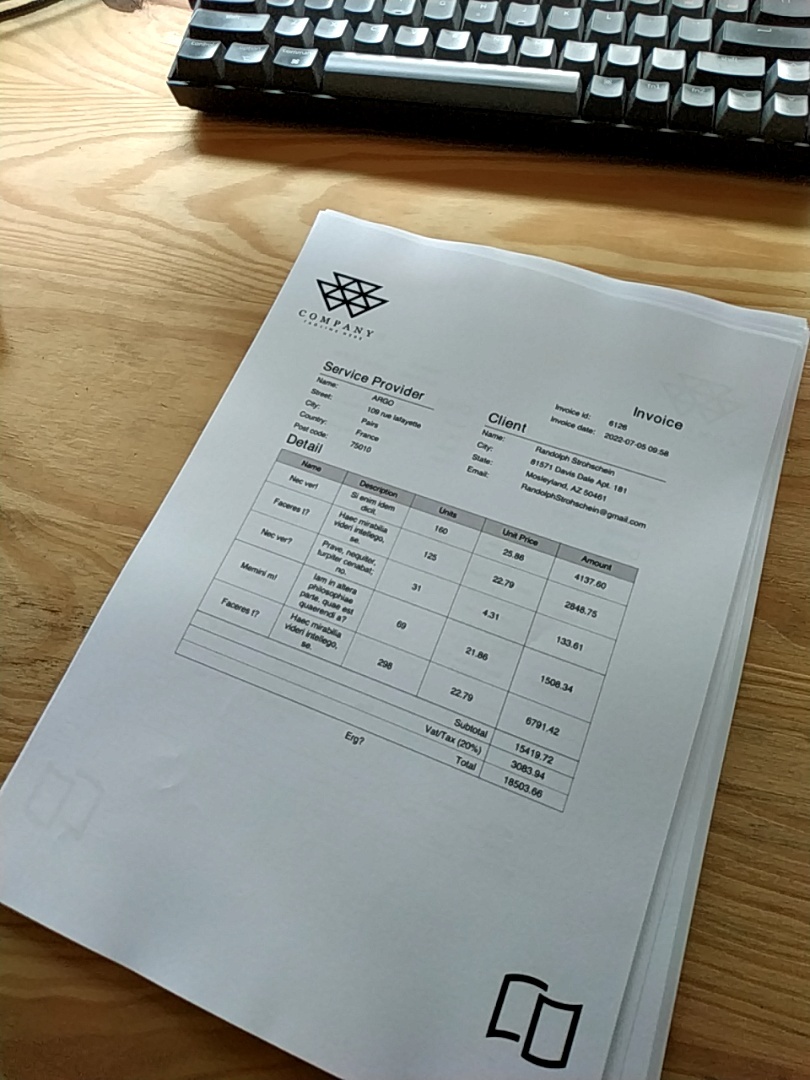 COMPANY
Invoice
Invoice id: 6126
Invoice date: 2022-07-05 09:58
Service Provider
Name: ARGO
Street: 109 rue lafayette
City: Pairs
Country: France
Post code: 75010
Client
Name: Randolph Strohschein
City: 81571 Davis Dale Apt. 181
State: Mosleyland, AZ 50461
Email: RandolphStrohschein@gmail.com
Detail
Name Description Units Unit Price Amount
Nec ver! Si enim idem dicit. 160 25.86 4137.60
Faceres t? Haec mirabilia videri intellego, se. 125 22.79 2848.75
Nec ver? Prave, nequiter, turpiter cenabat; no. 31 4.31 133.61
Memini m! Iam in altera philosophiae parte, quae est quaerendi a? 69 21.86 1508.34
Faceres t? Haec mirabilia videri intellego, se. 298 22.79 6791.42
Subtotal 15419.72
Vat/Tax (20%) 3083.94
Total 18503.66
Erg?